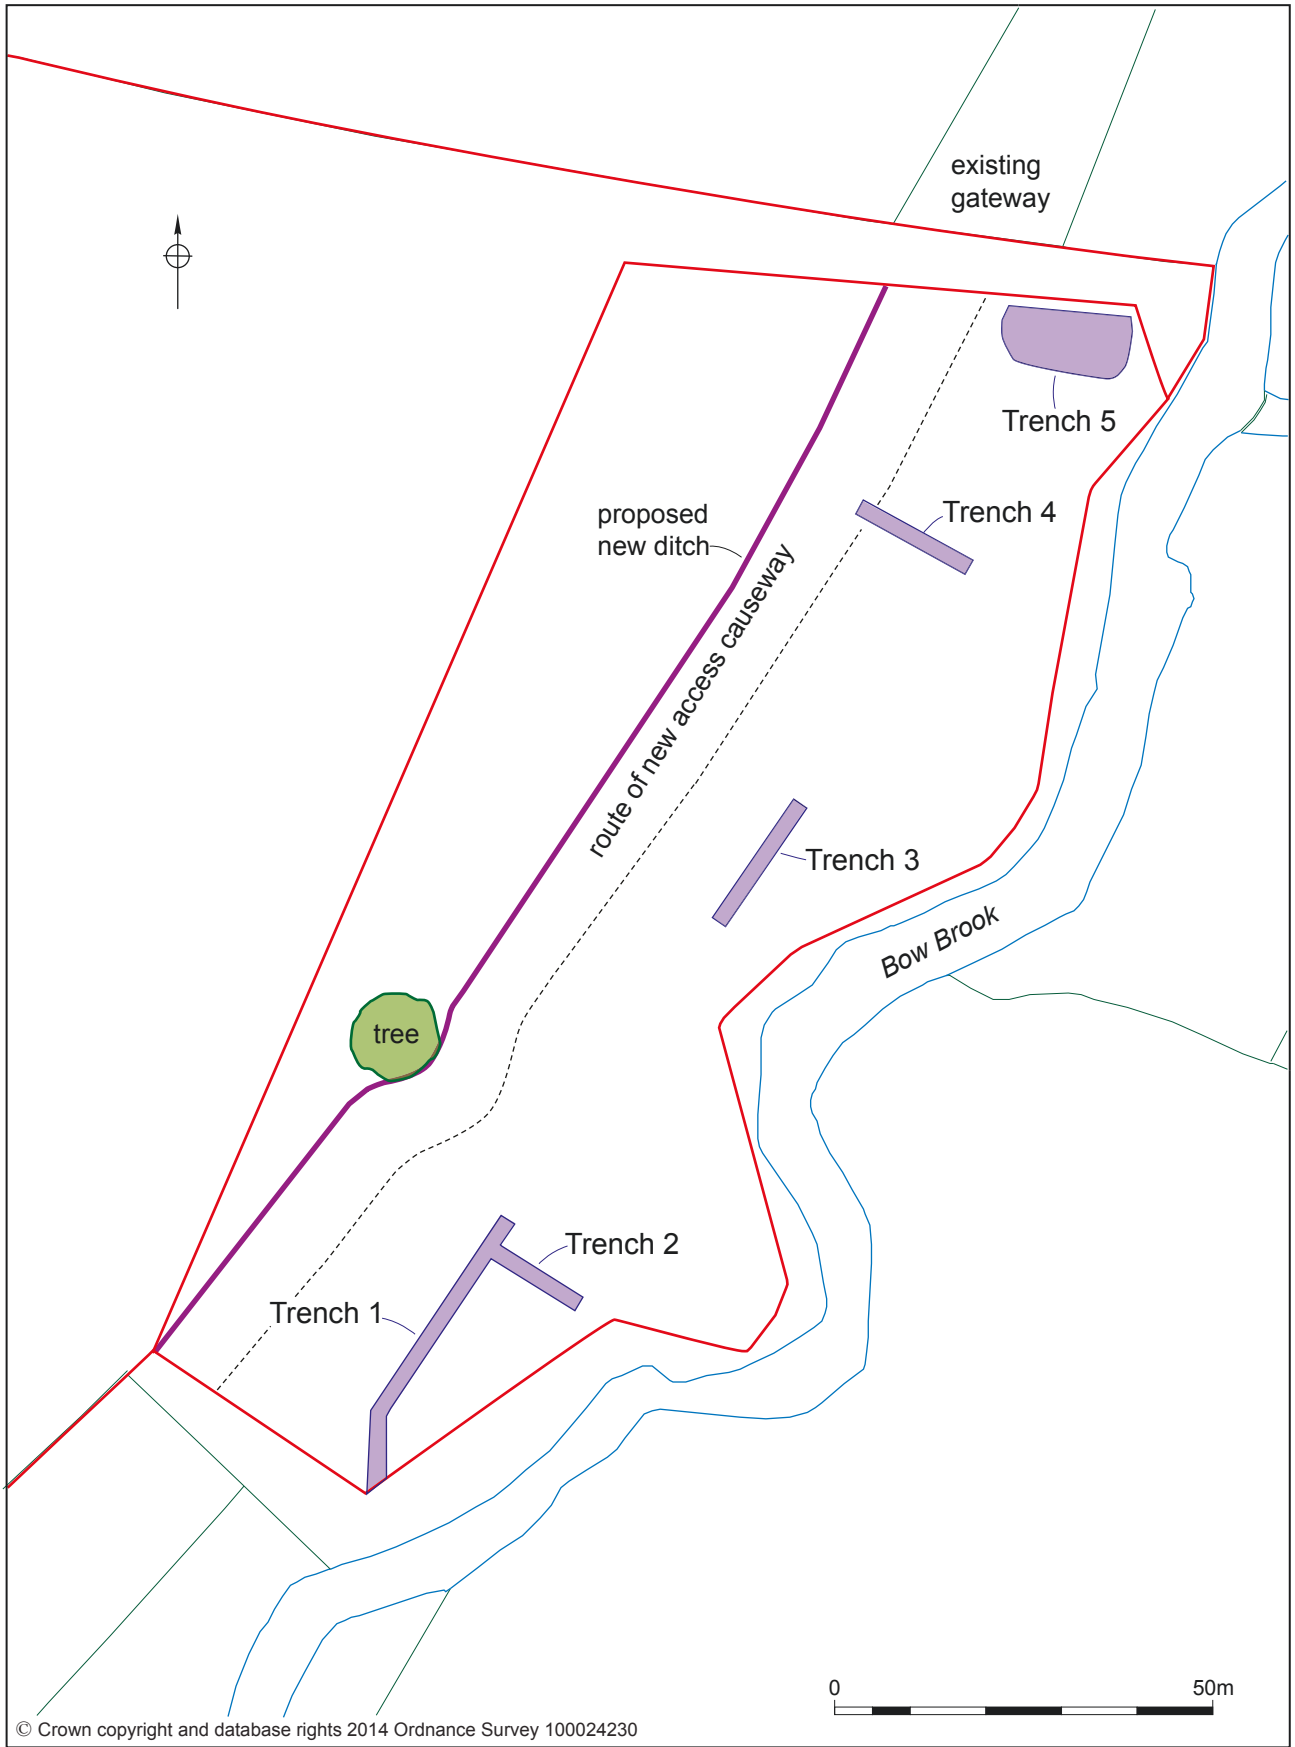 existing
gateway
Trench 5
Trench 4
proposed
new ditch
route of new access causeway
Trench 3
Bow Brook
tree
Trench 2
Trench 1
0 50m
© Crown copyright and database rights 2014 Ordnance Survey 100024230